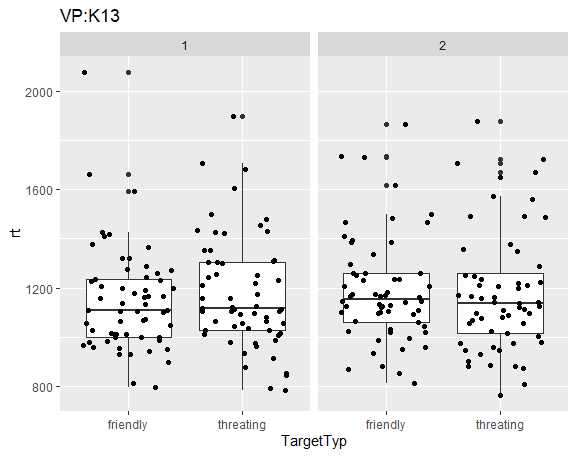 VP:K13
1 2
rt
2000
1600
1200
800
friendly threating friendly threating
TargetTyp